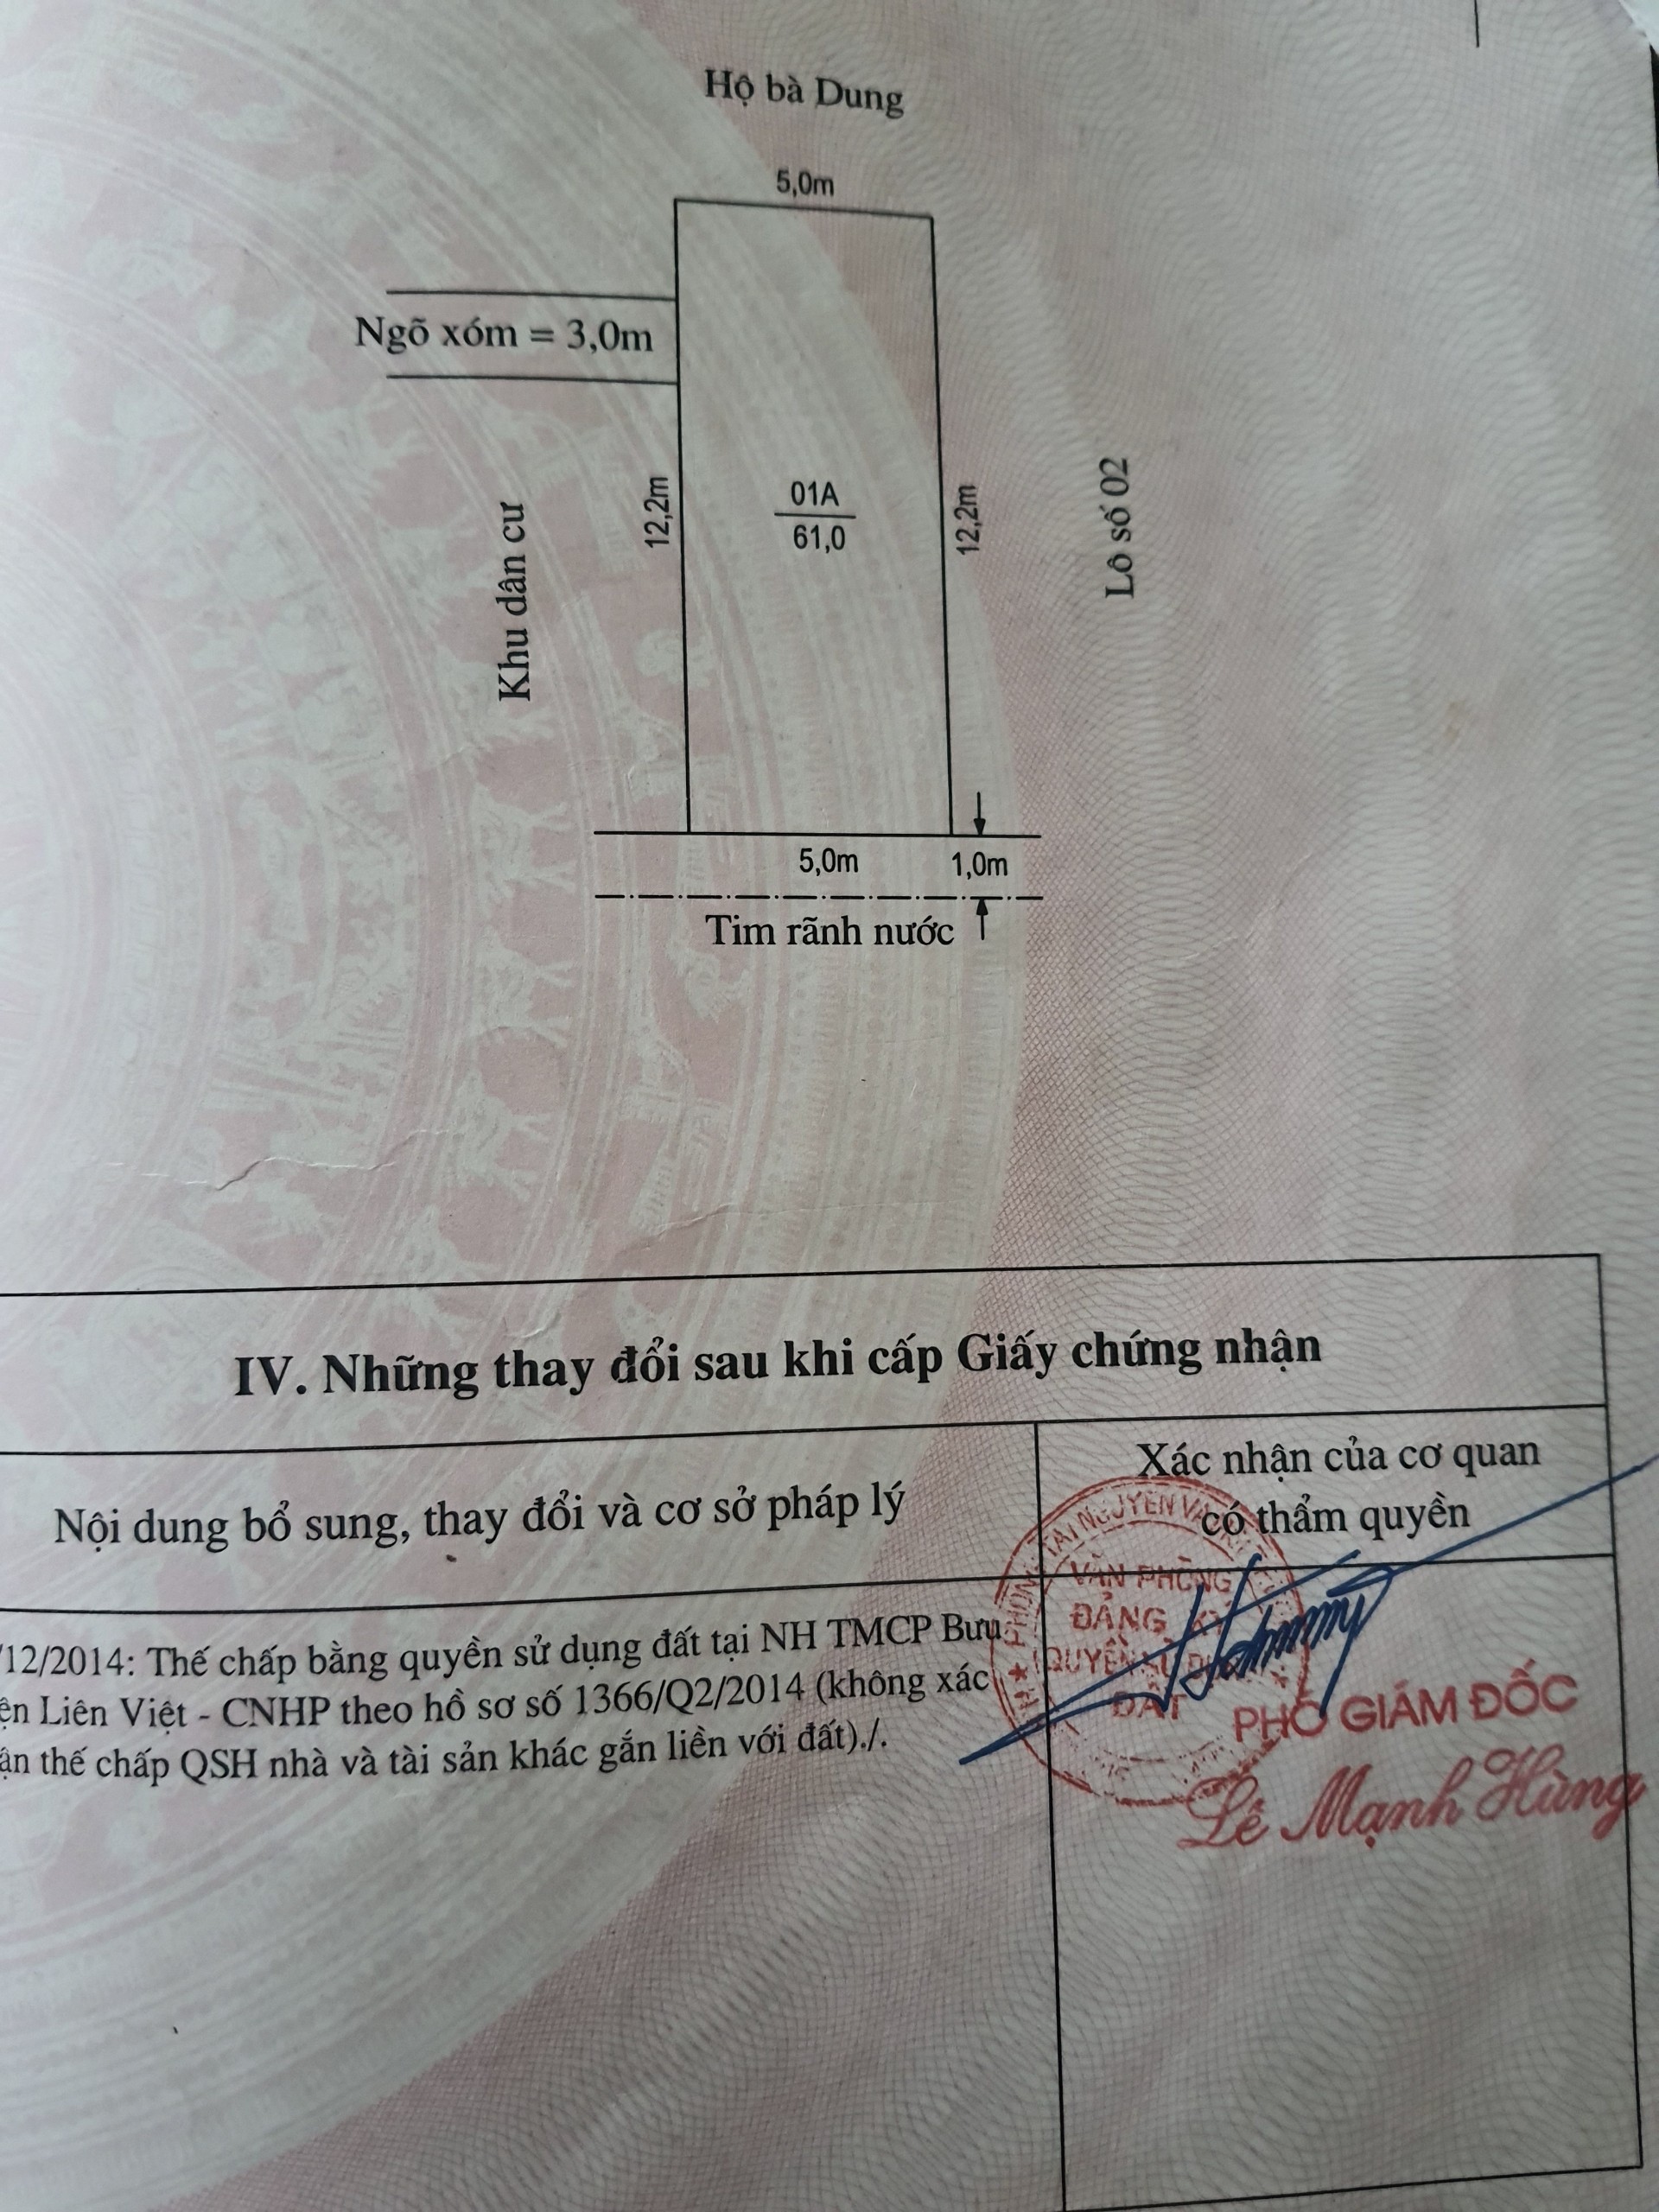 Hộ bà Dung
5,0m
Ngõ xóm = 3,0m
Khu dân cư
12,2m
01A
61,0
12,2m
Lô số 02
5,0m
1,0m
Tim rãnh nước
IV. Những thay đổi sau khi cấp Giấy chứng nhận
Nội dung bổ sung, thay đổi và cơ sở pháp lý
Xác nhận của cơ quan
có thẩm quyền
/12/2014: Thế chấp bằng quyền sử dụng đất tại NH TMCP Bưu
ện Liên Việt - CNHP theo hồ sơ số 1366/Q2/2014 (không xác
ận thế chấp QSH nhà và tài sản khác gắn liền với đất)./.
VĂN PHÒNG
ĐĂNG KÝ
QUYỀN SỬ DỤNG
ĐẤT
PHÓ GIÁM ĐỐC
Lê Mạnh Hùng